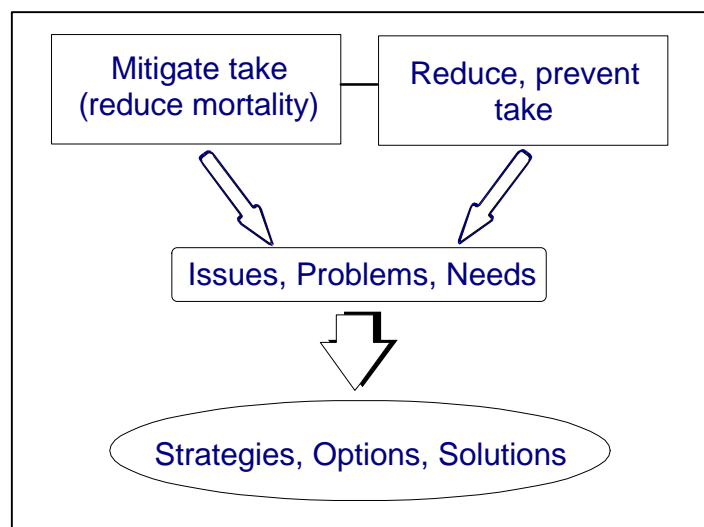 Mitigate take
(reduce mortality)
Reduce, prevent
take
Issues, Problems, Needs
Strategies, Options, Solutions